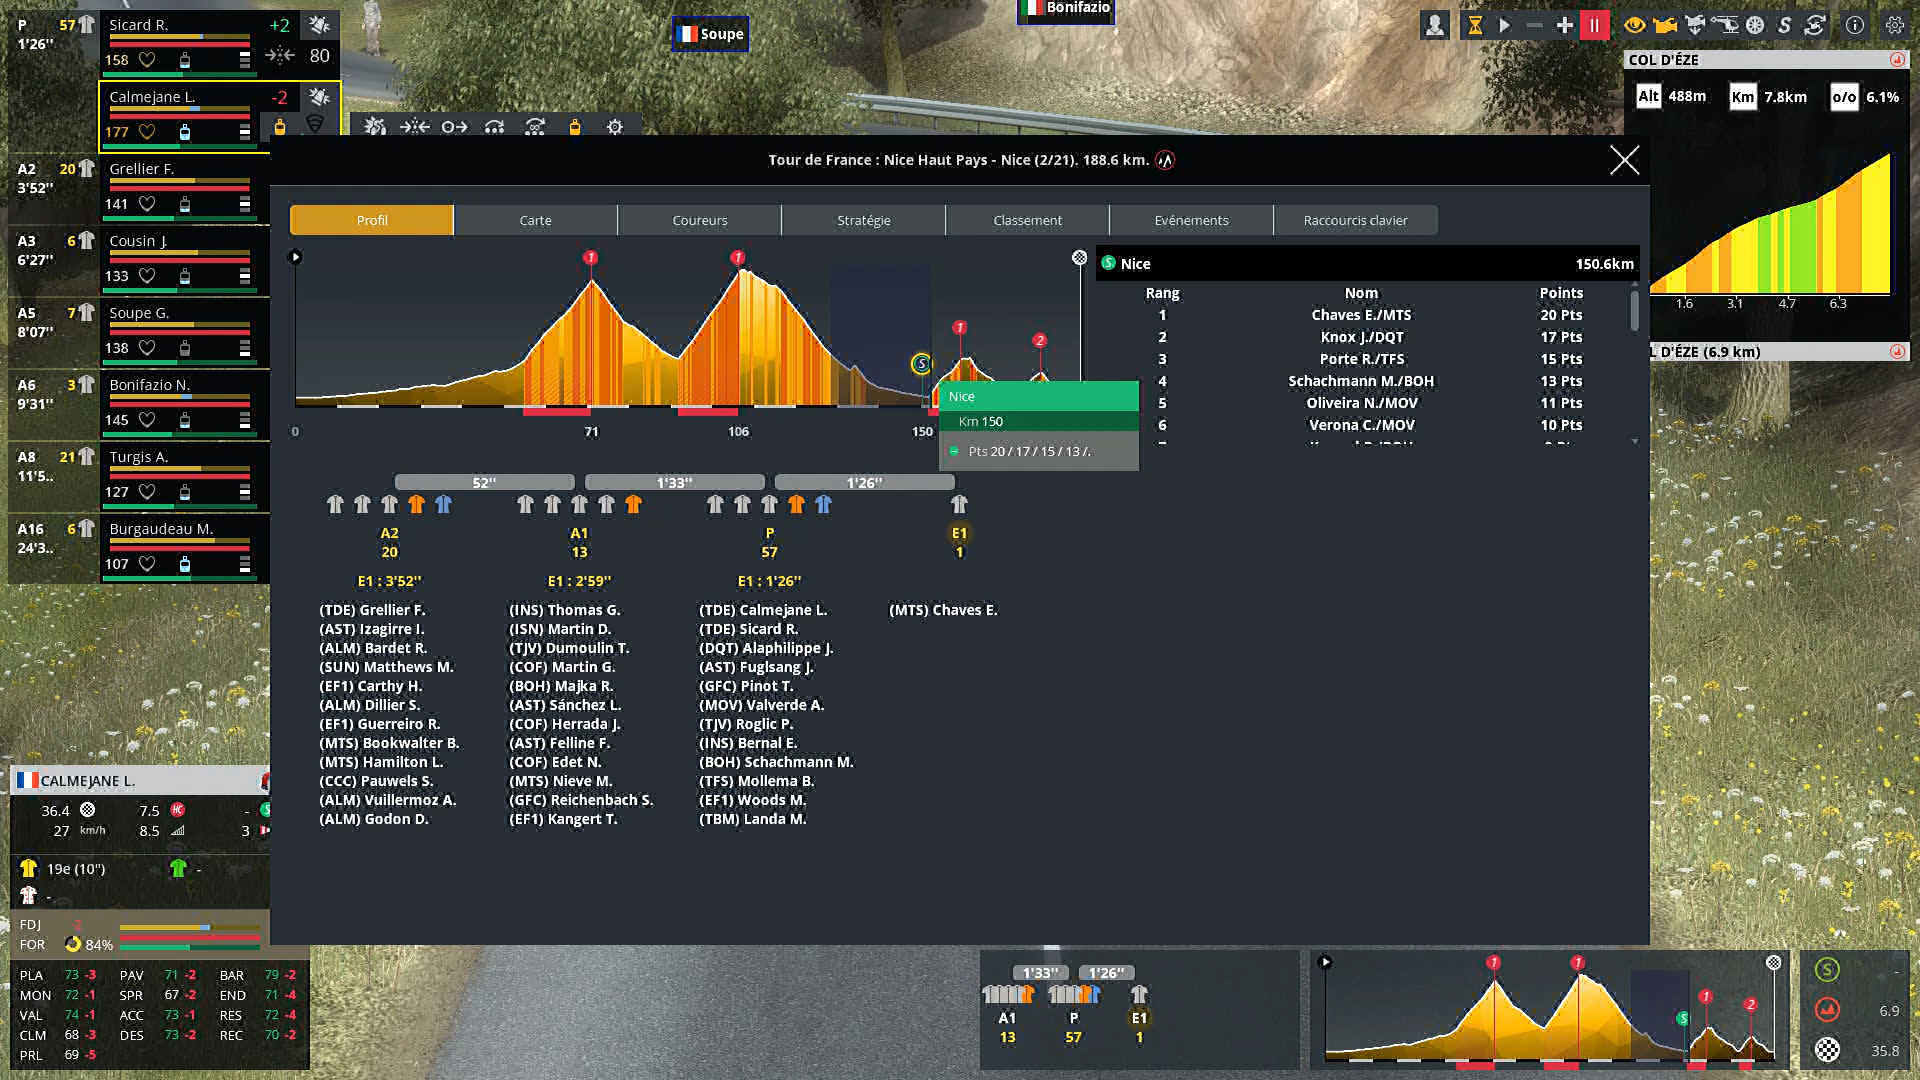 P 57 Sicard R. +2
1'26''
158 80
Calmejane L. -2
177
A2 20 Grellier F.
3'52''
141
A3 6 Cousin J.
6'27''
133
A5 7 Soupe G.
8'07''
138
A6 3 Bonifazio N.
9'31''
145
A8 21 Turgis A.
11'5..
127
A16 6 Burgaudeau M.
24'3..
107
Soupe
Bonifazio
COL D'ÉZE
Alt 488m Km 7.8km o/o 6.1%
1.6 3.1 4.7 6.3
L D'ÉZE (6.9 km)
Tour de France : Nice Haut Pays - Nice (2/21). 188.6 km.
Profil Carte Coureurs Stratégie Classement Evénements Raccourcis clavier
1 1 1 2
S
0 71 106 150
Nice
Km 150
Pts 20 / 17 / 15 / 13 /.
S Nice 150.6km
Rang Nom Points
1 Chaves E./MTS 20 Pts
2 Knox J./DQT 17 Pts
3 Porte R./TFS 15 Pts
4 Schachmann M./BOH 13 Pts
5 Oliveira N./MOV 11 Pts
6 Verona C./MOV 10 Pts
52'' 1'33'' 1'26''
A2 A1 P E1
20 13 57 1
E1 : 3'52'' E1 : 2'59'' E1 : 1'26''
(TDE) Grellier F. (INS) Thomas G. (TDE) Calmejane L. (MTS) Chaves E.
(AST) Izagirre I. (ISN) Martin D. (TDE) Sicard R.
(ALM) Bardet R. (TJV) Dumoulin T. (DQT) Alaphilippe J.
(SUN) Matthews M. (COF) Martin G. (AST) Fuglsang J.
(EF1) Carthy H. (BOH) Majka R. (GFC) Pinot T.
(ALM) Dillier S. (AST) Sánchez L. (MOV) Valverde A.
(EF1) Guerreiro R. (COF) Herrada J. (TJV) Roglic P.
(MTS) Bookwalter B. (AST) Felline F. (INS) Bernal E.
(MTS) Hamilton L. (COF) Edet N. (BOH) Schachmann M.
(CCC) Pauwels S. (MTS) Nieve M. (TFS) Mollema B.
(ALM) Vuillermoz A. (GFC) Reichenbach S. (EF1) Woods M.
(ALM) Godon D. (EF1) Kangert T. (TBM) Landa M.
CALMEJANE L.
36.4 7.5 HC - S
27 km/h 8.5 3
19e (10'') -
-
FDJ -2
FOR 84%
PLA 73 -3 PAV 71 -2 BAR 79 -2
MON 72 -1 SPR 67 -2 END 71 -4
VAL 74 -1 ACC 73 -1 RES 72 -4
CLM 68 -3 DES 73 -2 REC 70 -2
PRL 69 -5
1'33'' 1'26''
A1 P E1
13 57 1
1 1 1 2
S
S -
6.9
35.8